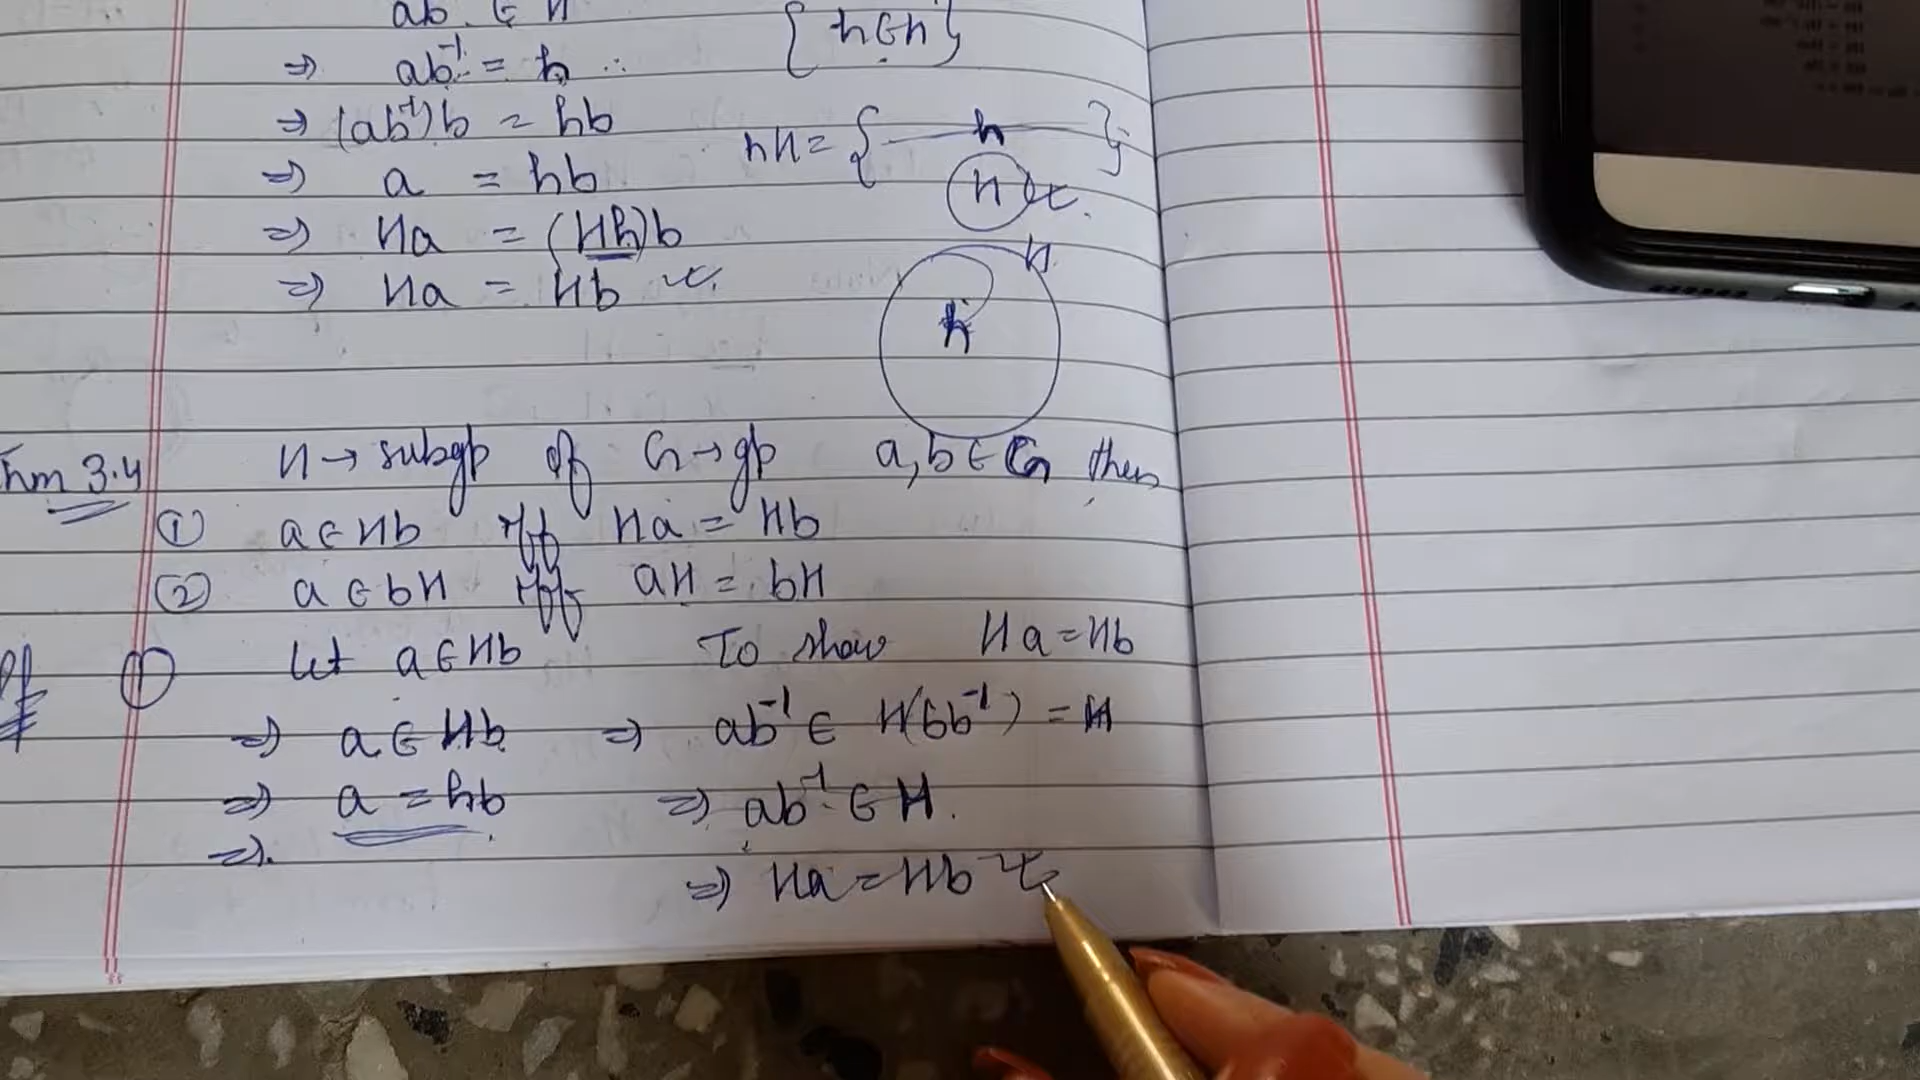 ab ∈ H {h∈H}
⇒ ab⁻¹ = h
⇒ (ab⁻¹)b = hb
hH = { h }
⇒ a = hb
H
⇒ Ha = (Hh)b
H
⇒ Ha = Hb
h
Thm 3.4 H → subgp of G → gp a,b ∈ G then
① a ∈ Hb iff Ha = Hb
② a ∈ bH iff aH = bH
Pf ① let a ∈ Hb To show Ha = Hb
⇒ a ∈ Hb ⇒ ab⁻¹ ∈ H(bb⁻¹) = H
⇒ a = hb ⇒ ab⁻¹ ∈ H.
⇒.
⇒ Ha = Hb